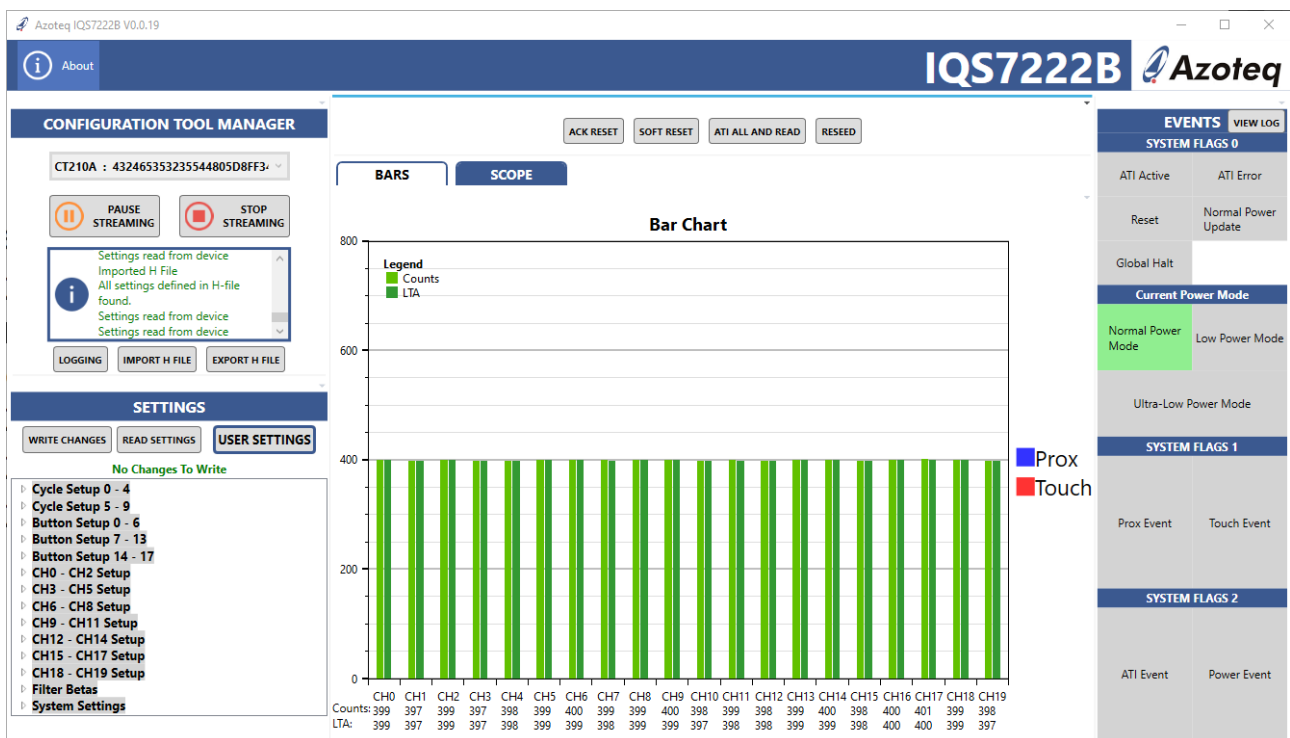 Azoteq IQS7222B V0.0.19
About
IQS7222B
Azoteq
CONFIGURATION TOOL MANAGER
CT210A : 432465353235544805D8FF34
PAUSE
STREAMING
STOP
STREAMING
Settings read from device
Imported H File
All settings defined in H-file
found.
Settings read from device
Settings read from device
LOGGING
IMPORT H FILE
EXPORT H FILE
SETTINGS
WRITE CHANGES
READ SETTINGS
USER SETTINGS
No Changes To Write
Cycle Setup 0 - 4
Cycle Setup 5 - 9
Button Setup 0 - 6
Button Setup 7 - 13
Button Setup 14 - 17
CH0 - CH2 Setup
CH3 - CH5 Setup
CH6 - CH8 Setup
CH9 - CH11 Setup
CH12 - CH14 Setup
CH15 - CH17 Setup
CH18 - CH19 Setup
Filter Betas
System Settings
ACK RESET
SOFT RESET
ATI ALL AND READ
RESEED
BARS
SCOPE
Bar Chart
800
600
400
200
0
Legend
Counts
LTA
CH0 CH1 CH2 CH3 CH4 CH5 CH6 CH7 CH8 CH9 CH10 CH11 CH12 CH13 CH14 CH15 CH16 CH17 CH18 CH19
Counts: 399 397 399 397 398 399 400 399 399 400 398 399 398 399 400 398 400 401 399 398
LTA: 399 397 399 397 398 399 399 398 399 399 397 398 398 399 399 398 400 400 399 397
Prox
Touch
EVENTS
VIEW LOG
SYSTEM FLAGS 0
ATI Active
ATI Error
Reset
Normal Power
Update
Global Halt
Current Power Mode
Normal Power
Mode
Low Power Mode
Ultra-Low Power Mode
SYSTEM FLAGS 1
Prox Event
Touch Event
SYSTEM FLAGS 2
ATI Event
Power Event